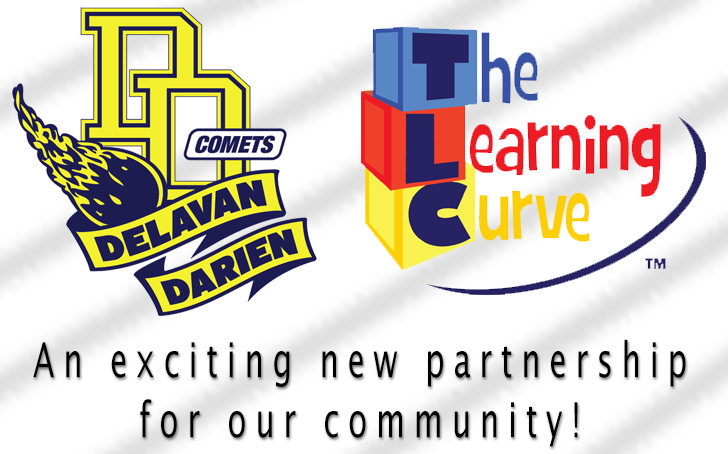 DD
COMETS
DELAVAN
DARIEN
The
Learning
Curve
TM
An exciting new partnership
for our community!